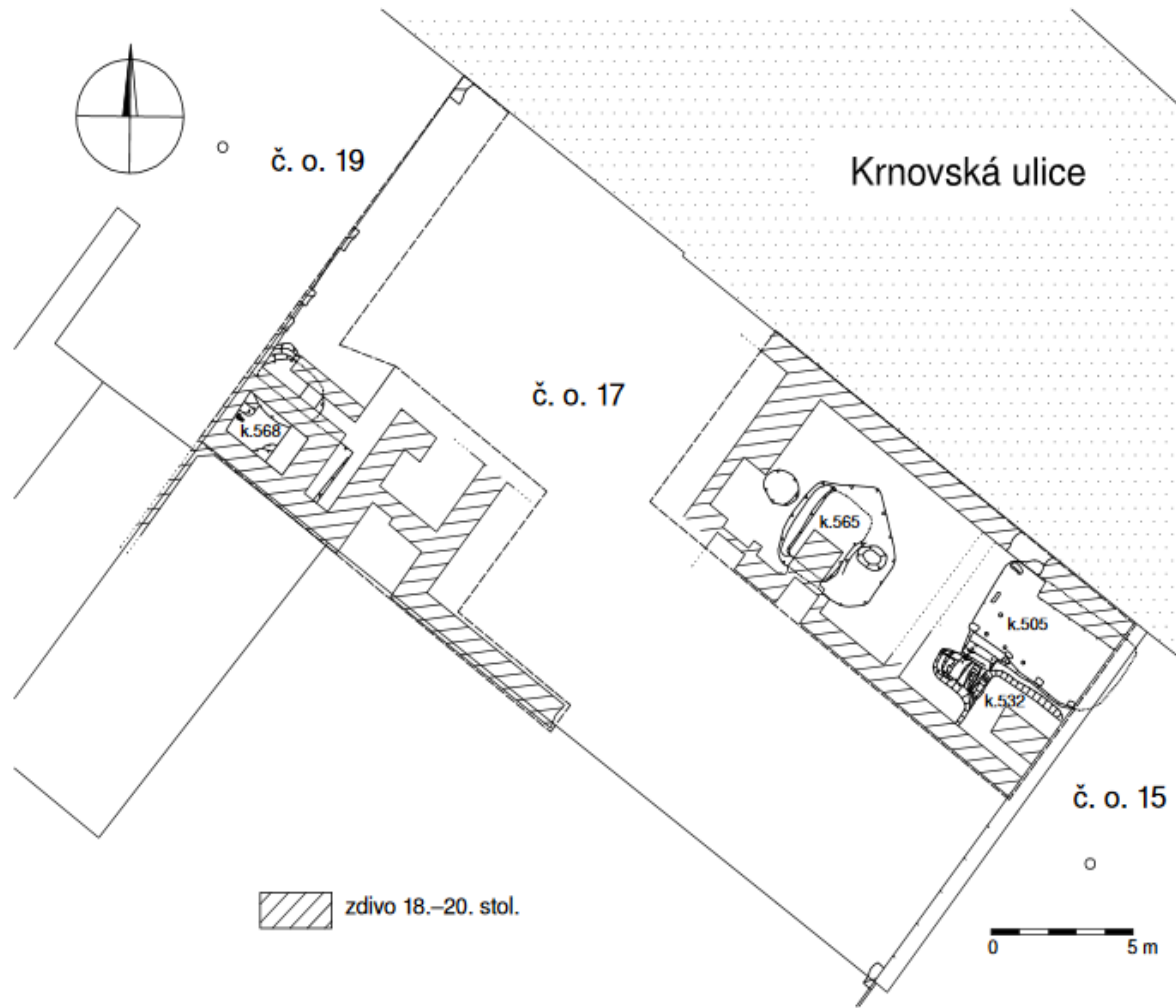 č. o. 19
Krnovská ulice
č. o. 17
k.568
k.565
k.505
k.532
č. o. 15
zdivo 18.–20. stol.
0 5 m